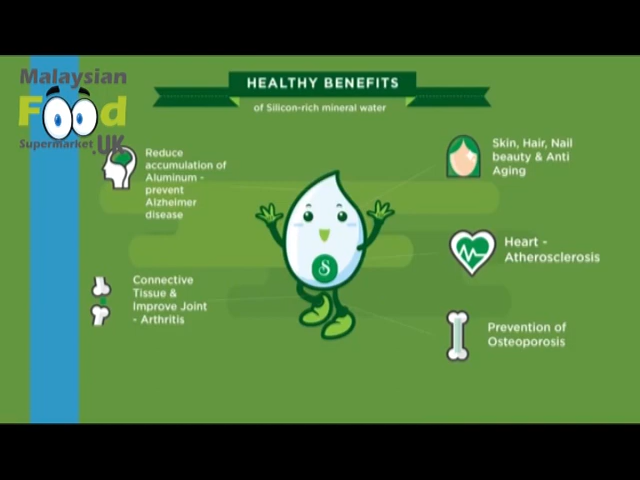 HEALTHY BENEFITS
of Silicon-rich mineral water
Malaysian
Food
Supermarket.UK
Reduce
accumulation of
Aluminum -
prevent
Alzheimer
disease
Skin, Hair, Nail
beauty & Anti
Aging
Heart -
Atherosclerosis
S
Connective
Tissue &
Improve Joint
- Arthritis
Prevention of
Osteoporosis